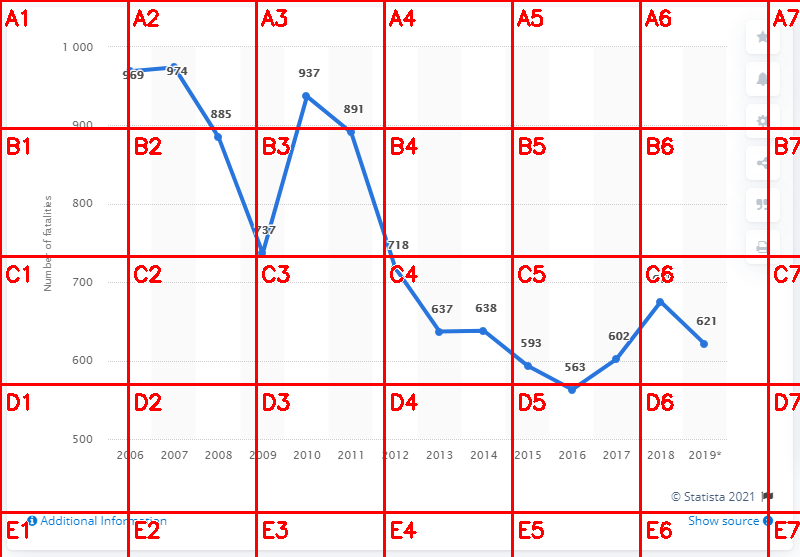 A1 A2 A3 A4 A5 A6 A7
1 000
969 974 937
885 891
900
B1 B2 B3 B4 B5 B6 B7
800
Number of fatalities
737 718
C1 C2 C3 C4 C5 C6 C7
700
637 638 621
593 602
600 563
D1 D2 D3 D4 D5 D6 D7
500
2006 2007 2008 2009 2010 2011 2012 2013 2014 2015 2016 2017 2018 2019*
© Statista 2021
Additional Information Show source
E1 E2 E3 E4 E5 E6 E7